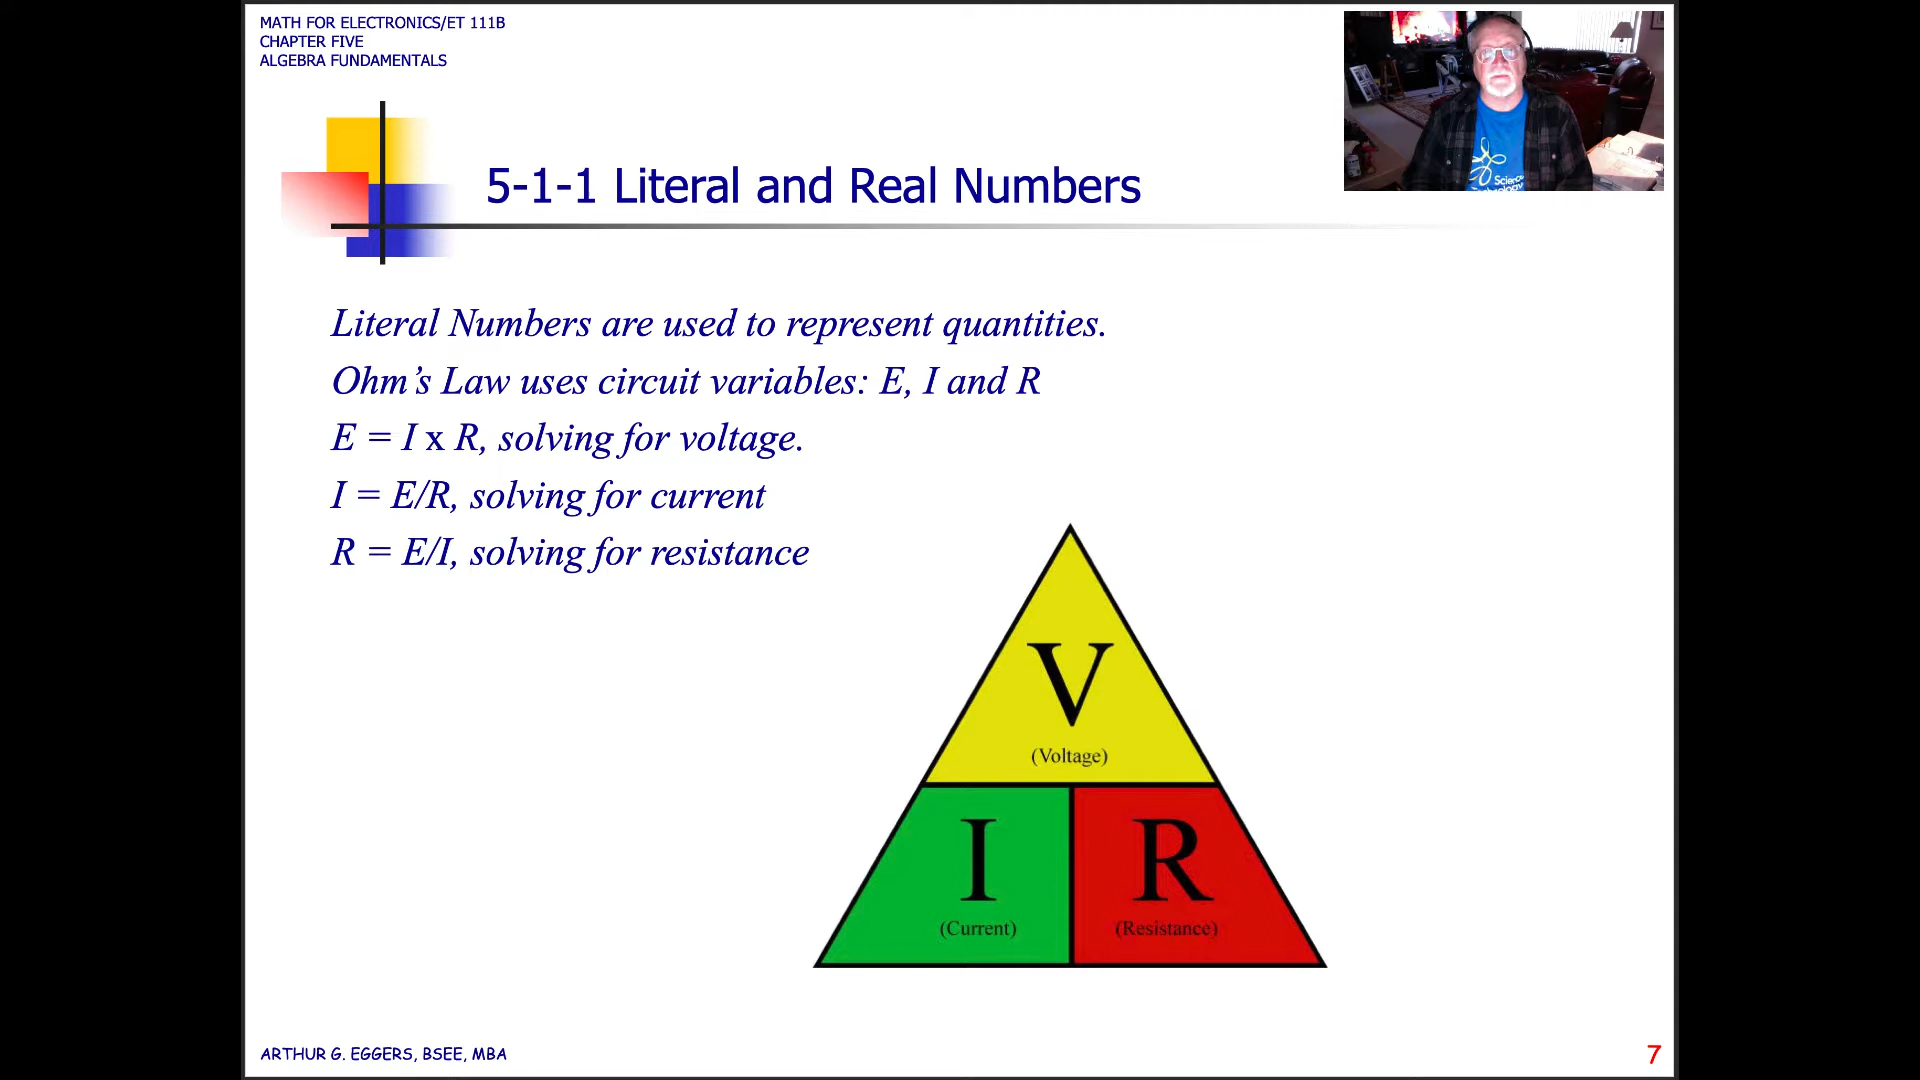 MATH FOR ELECTRONICS/ET 111B
CHAPTER FIVE
ALGEBRA FUNDAMENTALS
5-1-1 Literal and Real Numbers
Literal Numbers are used to represent quantities.
Ohm’s Law uses circuit variables: E, I and R
E = I x R, solving for voltage.
I = E/R, solving for current
R = E/I, solving for resistance
V
(Voltage)
I
(Current)
R
(Resistance)
ARTHUR G. EGGERS, BSEE, MBA
7